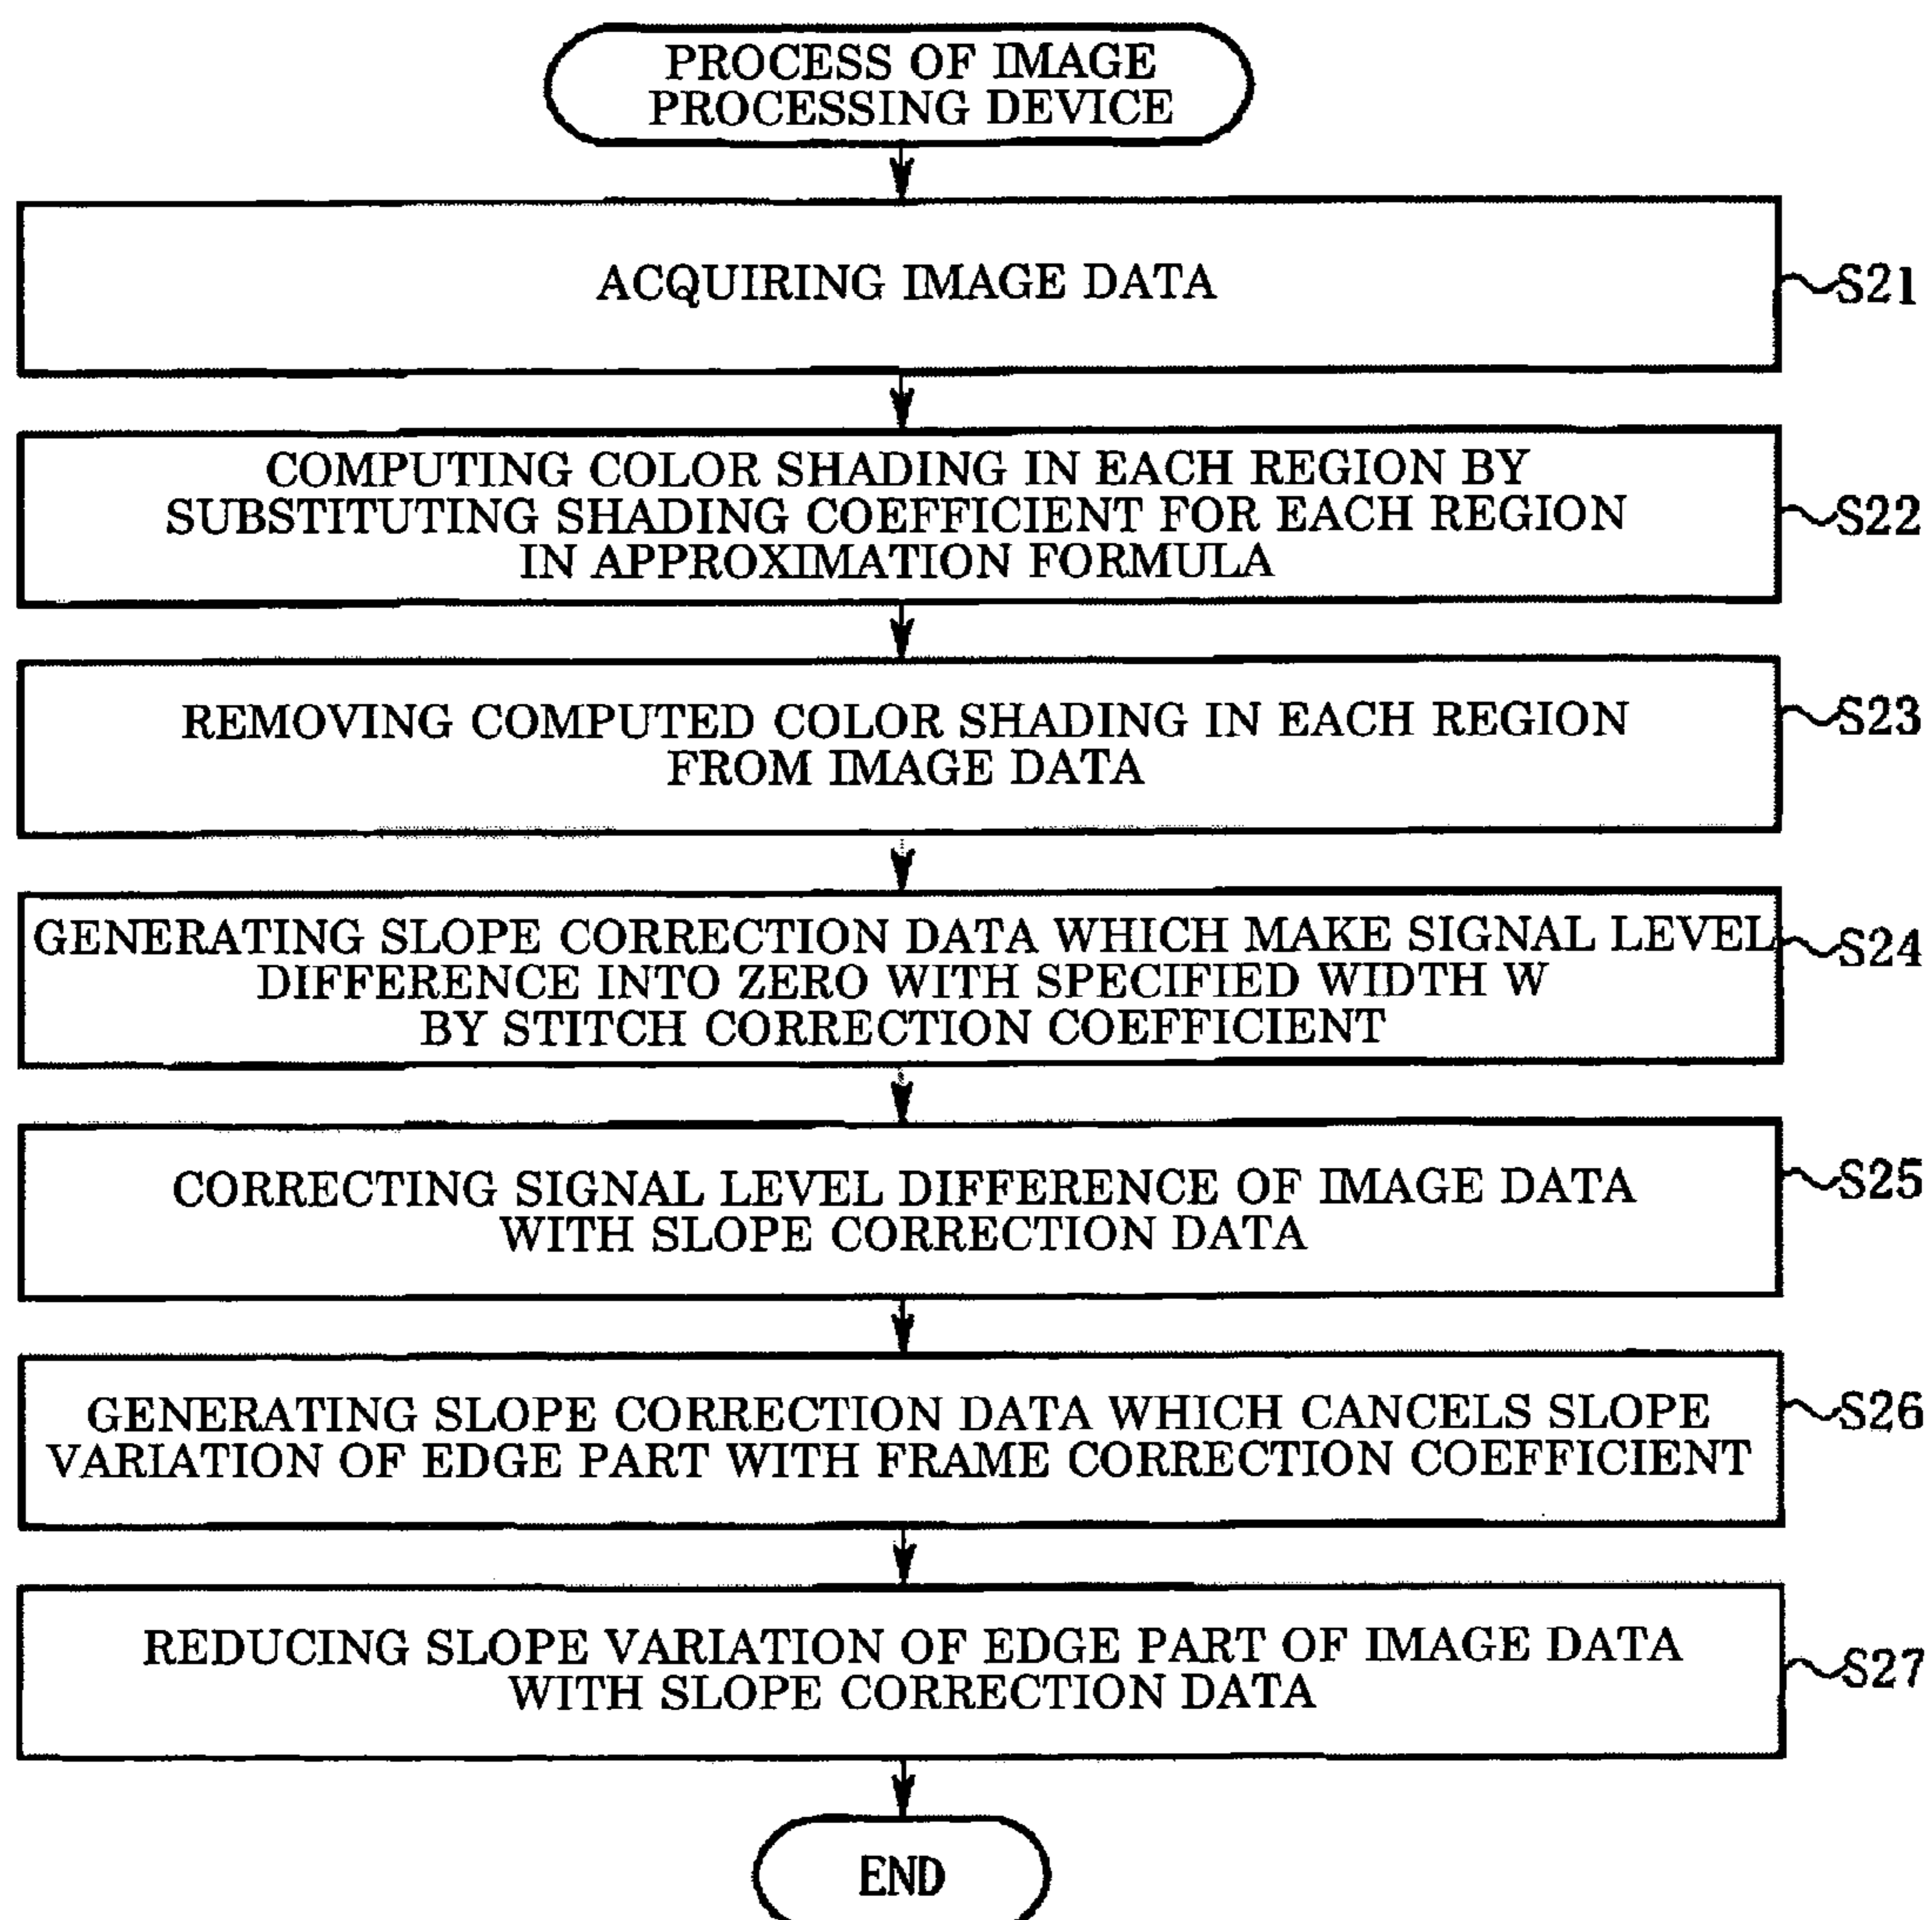 PROCESS OF IMAGE
PROCESSING DEVICE
ACQUIRING IMAGE DATA
S21
COMPUTING COLOR SHADING IN EACH REGION BY
SUBSTITUTING SHADING COEFFICIENT FOR EACH REGION
IN APPROXIMATION FORMULA
S22
REMOVING COMPUTED COLOR SHADING IN EACH REGION
FROM IMAGE DATA
S23
GENERATING SLOPE CORRECTION DATA WHICH MAKE SIGNAL LEVEL
DIFFERENCE INTO ZERO WITH SPECIFIED WIDTH W
BY STITCH CORRECTION COEFFICIENT
S24
CORRECTING SIGNAL LEVEL DIFFERENCE OF IMAGE DATA
WITH SLOPE CORRECTION DATA
S25
GENERATING SLOPE CORRECTION DATA WHICH CANCELS SLOPE
VARIATION OF EDGE PART WITH FRAME CORRECTION COEFFICIENT
S26
REDUCING SLOPE VARIATION OF EDGE PART OF IMAGE DATA
WITH SLOPE CORRECTION DATA
S27
END